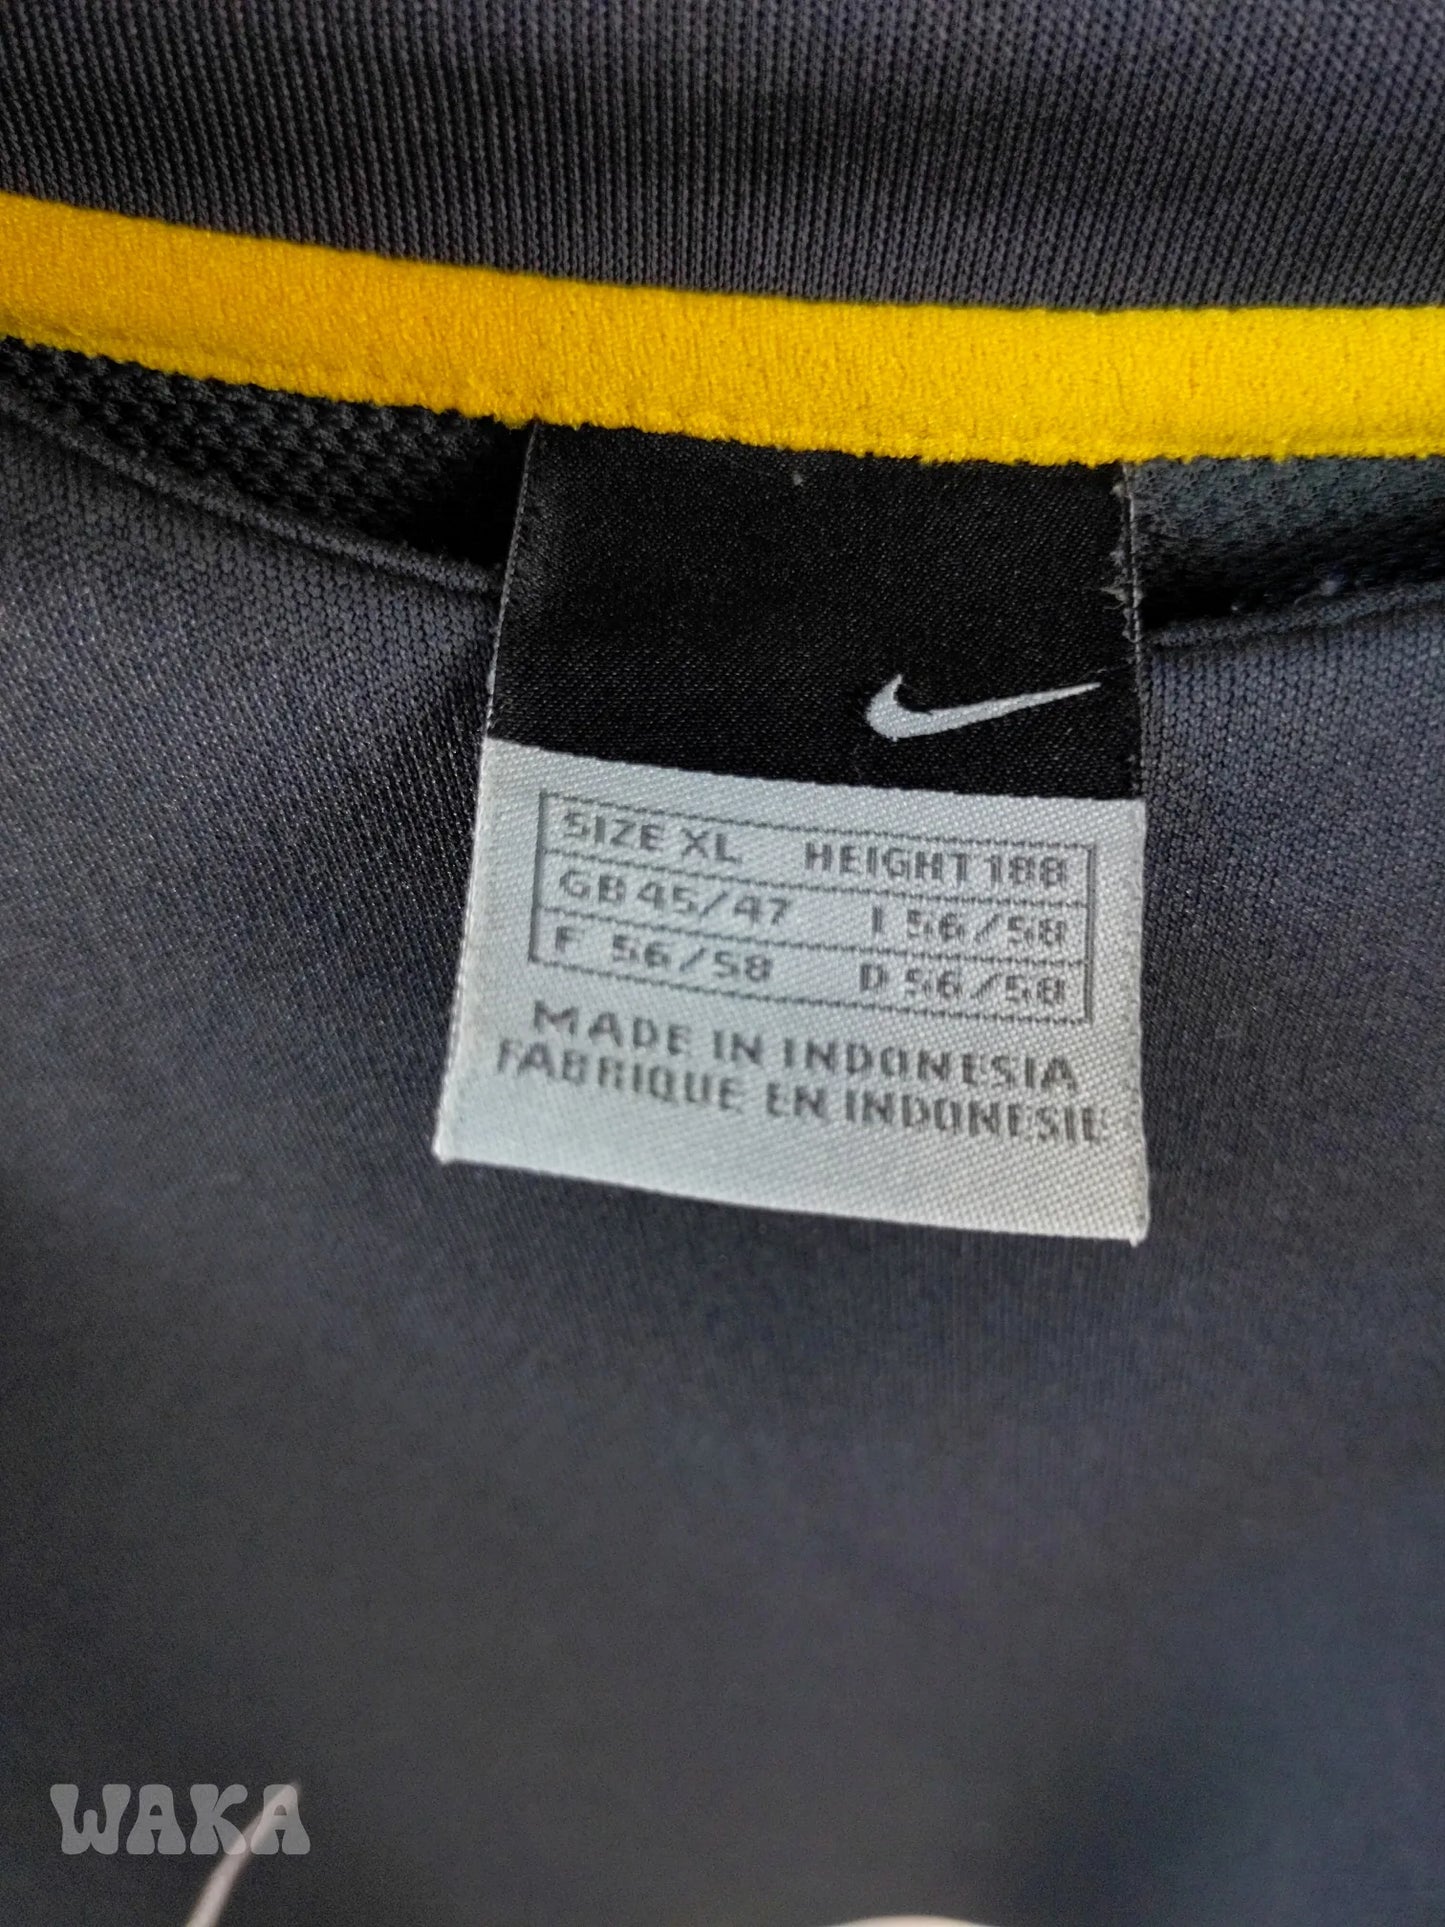 SIZE XL HEIGHT 188
GB 45/47 I 56/58
F 56/58 D 56/58
MADE IN INDONESIA
FABRIQUE EN INDONESIE
WAKA